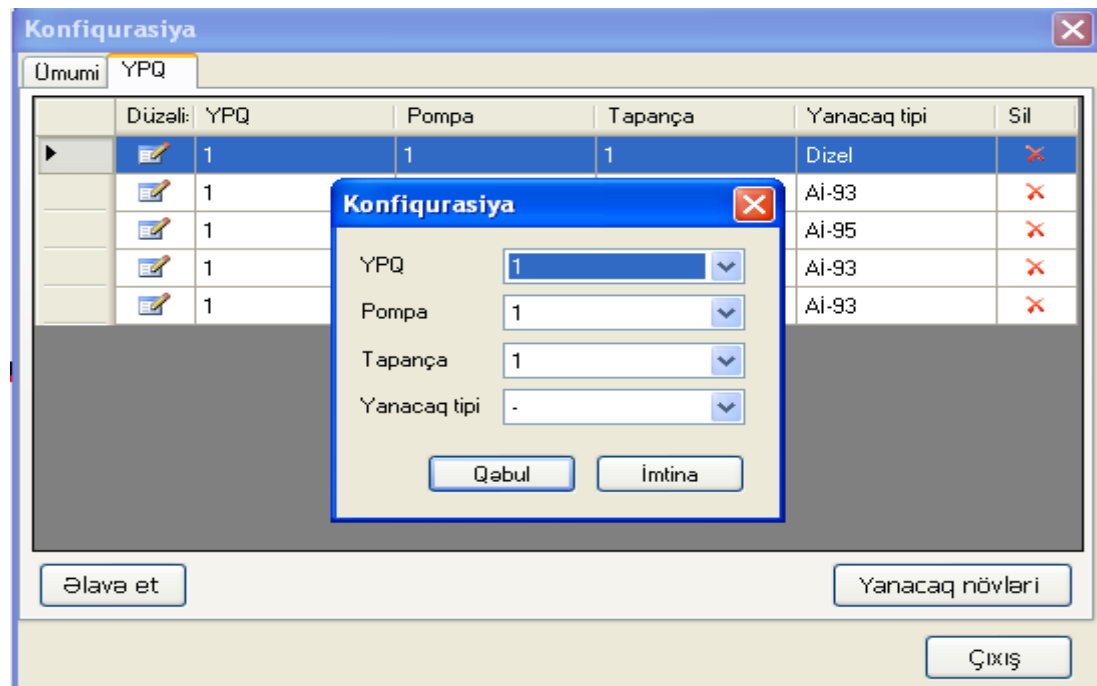 Konfiqurasiya
Ümumi YPQ
Düzəli: YPQ Pompa Tapança Yanacaq tipi Sil
1 1 1 Dizel
1 Aİ-93
1 Aİ-95
1 Aİ-93
1 Aİ-93
Konfiqurasiya
YPQ 1
Pompa 1
Tapança 1
Yanacaq tipi -
Qəbul İmtina
Əlavə et Yanacaq növləri
Çıxış